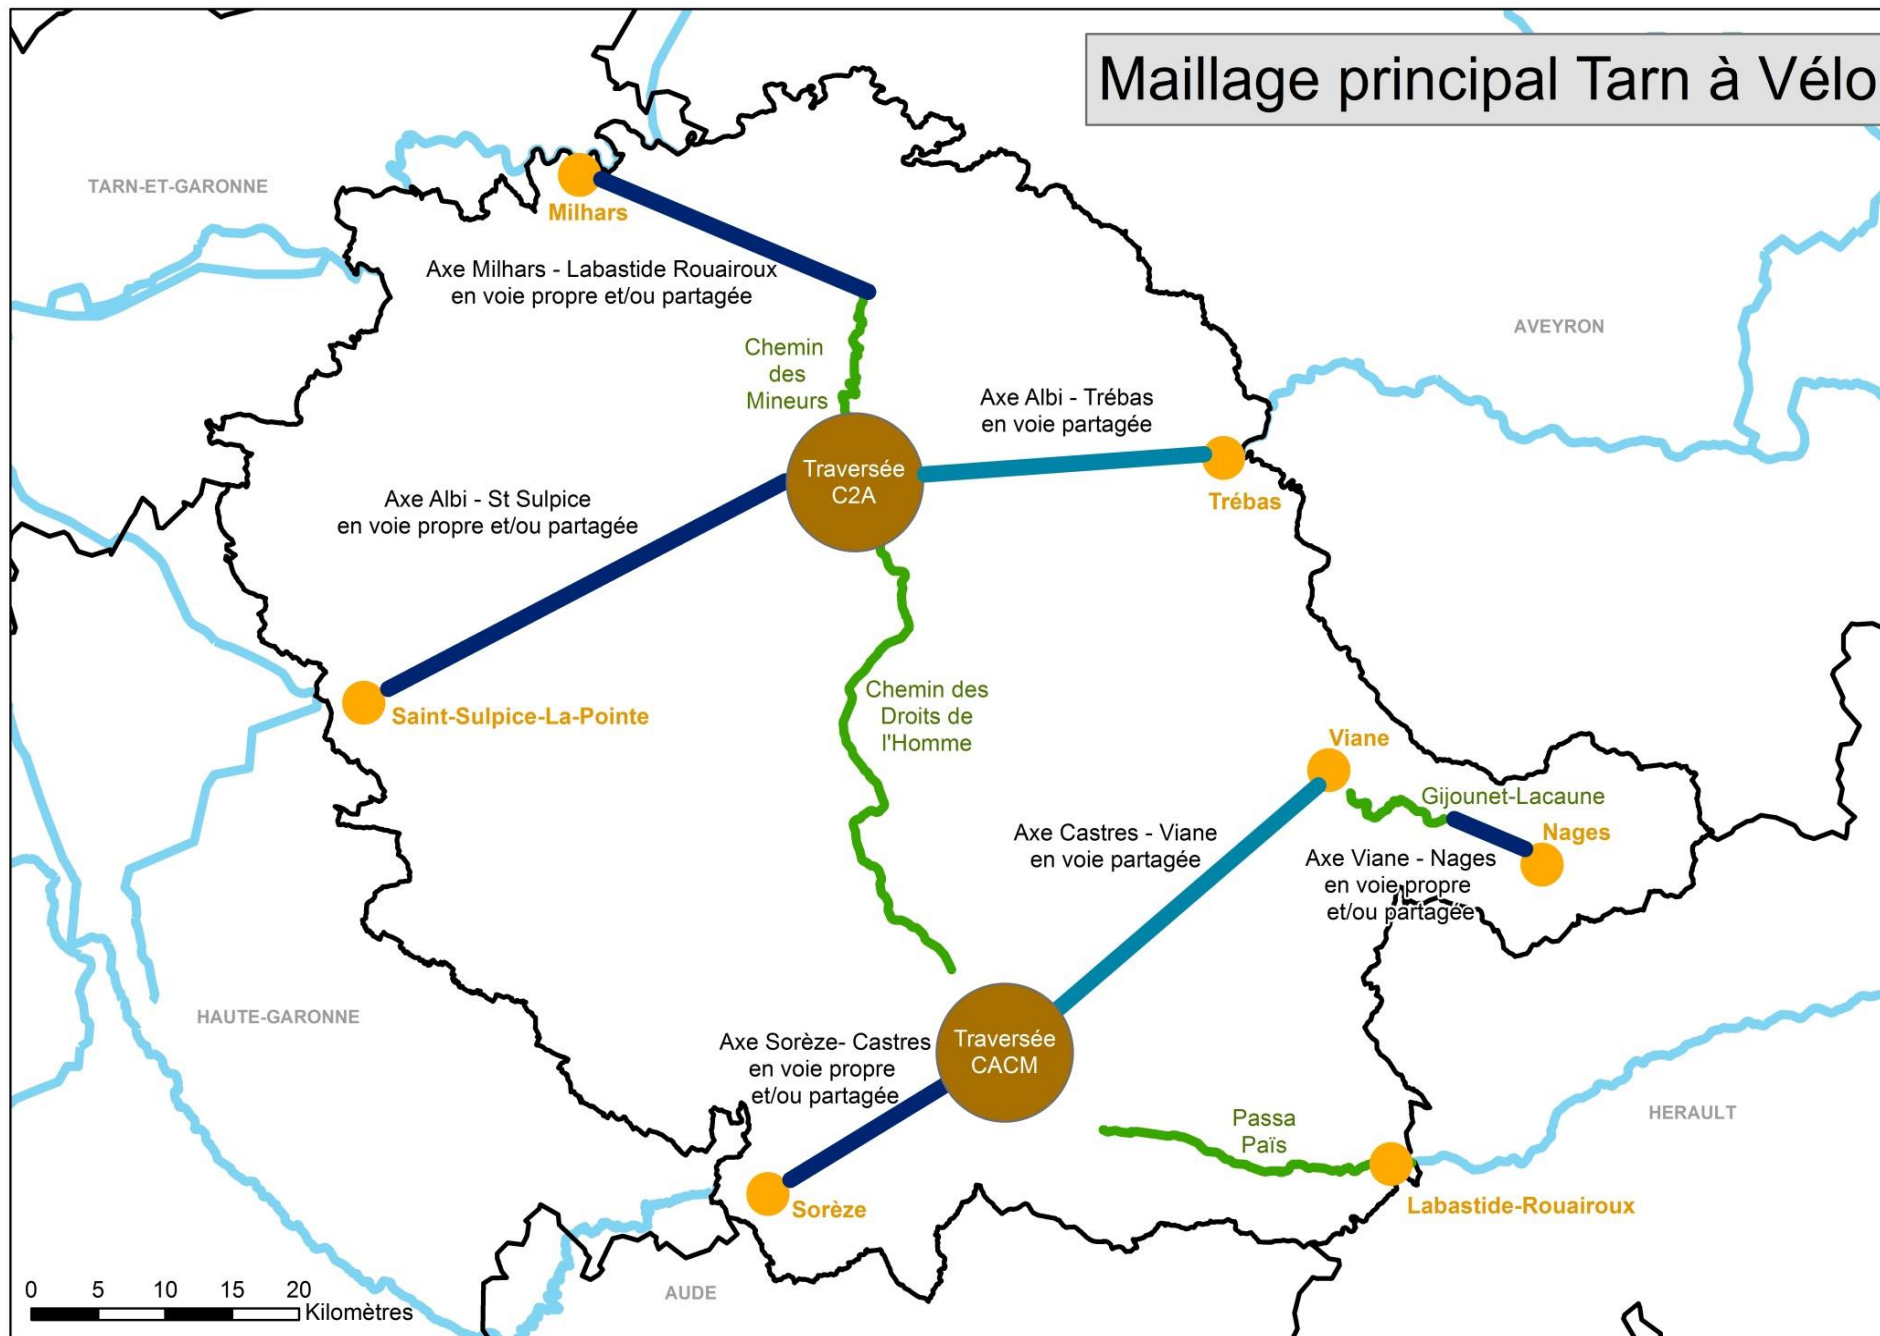 Maillage principal Tarn à Vélo
TARN-ET-GARONNE
Milhars
Axe Milhars - Labastide Rouairoux
en voie propre et/ou partagée
AVEYRON
Chemin
des
Mineurs
Axe Albi - Trébas
en voie partagée
Traversée
C2A
Trébas
Axe Albi - St Sulpice
en voie propre et/ou partagée
Saint-Sulpice-La-Pointe
Chemin des
Droits de
l'Homme
Viane
Gijounet-Lacaune
Nages
Axe Castres - Viane
en voie partagée
Axe Viane - Nages
en voie propre
et/ou partagée
HAUTE-GARONNE
Axe Sorèze- Castres
en voie propre
et/ou partagée
Traversée
CACM
Passa
Païs
HERAULT
Sorèze
Labastide-Rouairoux
AUDE
0 5 10 15 20
Kilomètres